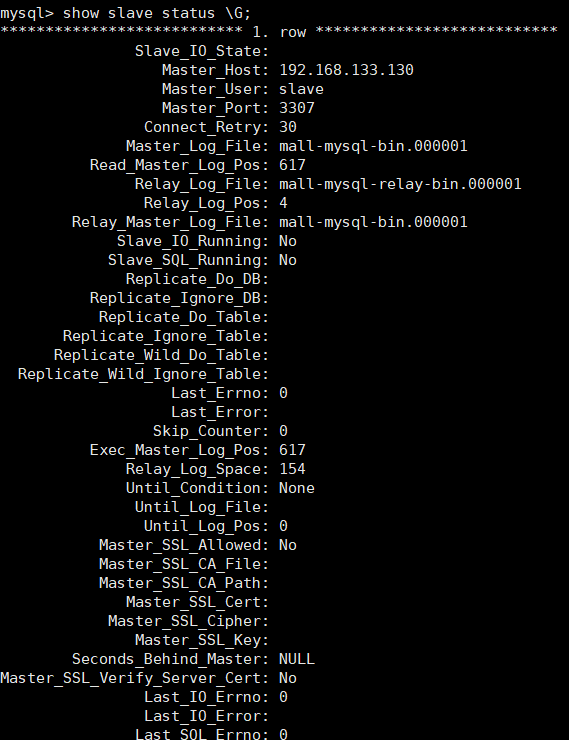 mysql> show slave status \G;
*************************** 1. row ***************************
Slave_IO_State:
Master_Host: 192.168.133.130
Master_User: slave
Master_Port: 3307
Connect_Retry: 30
Master_Log_File: mall-mysql-bin.000001
Read_Master_Log_Pos: 617
Relay_Log_File: mall-mysql-relay-bin.000001
Relay_Log_Pos: 4
Relay_Master_Log_File: mall-mysql-bin.000001
Slave_IO_Running: No
Slave_SQL_Running: No
Replicate_Do_DB:
Replicate_Ignore_DB:
Replicate_Do_Table:
Replicate_Ignore_Table:
Replicate_Wild_Do_Table:
Replicate_Wild_Ignore_Table:
Last_Errno: 0
Last_Error:
Skip_Counter: 0
Exec_Master_Log_Pos: 617
Relay_Log_Space: 154
Until_Condition: None
Until_Log_File:
Until_Log_Pos: 0
Master_SSL_Allowed: No
Master_SSL_CA_File:
Master_SSL_CA_Path:
Master_SSL_Cert:
Master_SSL_Cipher:
Master_SSL_Key:
Seconds_Behind_Master: NULL
Master_SSL_Verify_Server_Cert: No
Last_IO_Errno: 0
Last_IO_Error:
Last_SQL_Errno: 0